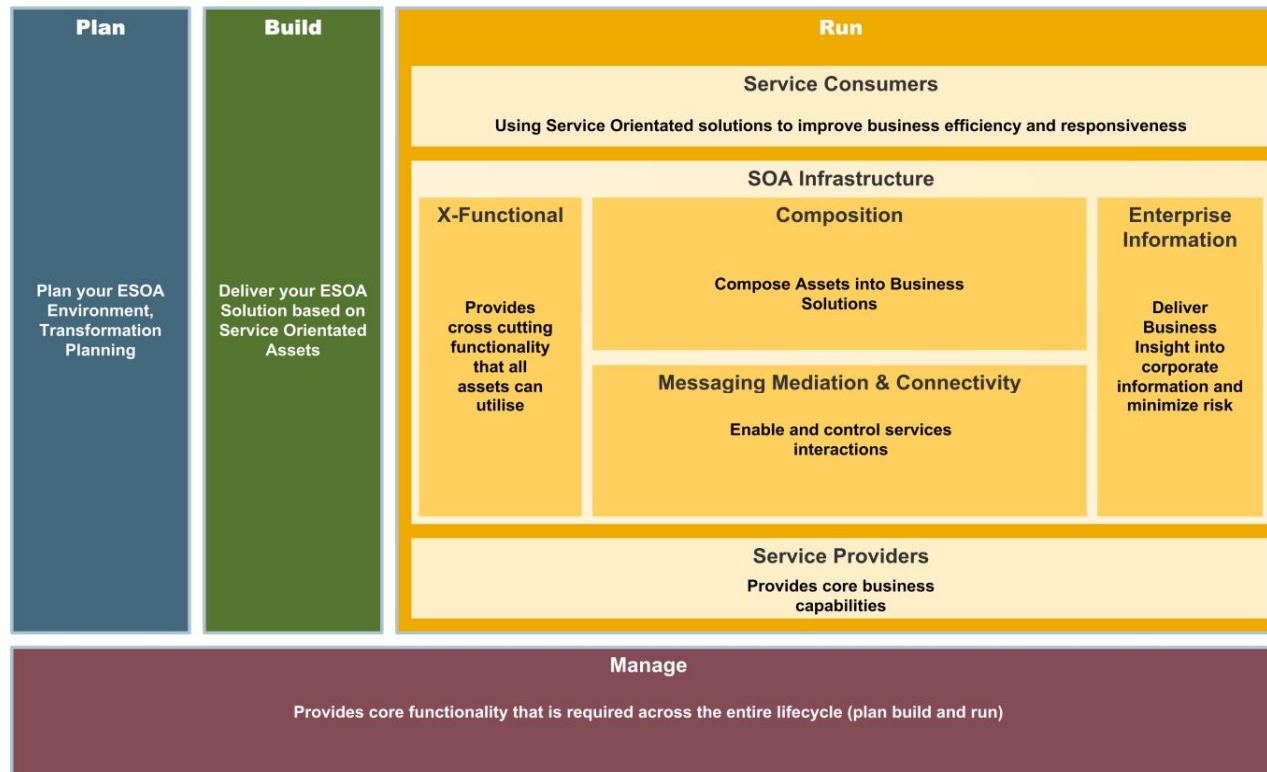 Plan
Plan your ESOA
Environment,
Transformation
Planning
Build
Deliver your ESOA
Solution based on
Service Orientated
Assets
Run
Service Consumers
Using Service Orientated solutions to improve business efficiency and responsiveness
SOA Infrastructure
X-Functional
Provides
cross cutting
functionality
that all
assets can
utilise
Composition
Compose Assets into Business
Solutions
Messaging Mediation & Connectivity
Enable and control services
interactions
Enterprise
Information
Deliver
Business
Insight into
corporate
information and
minimize risk
Service Providers
Provides core business
capabilities
Manage
Provides core functionality that is required across the entire lifecycle (plan build and run)